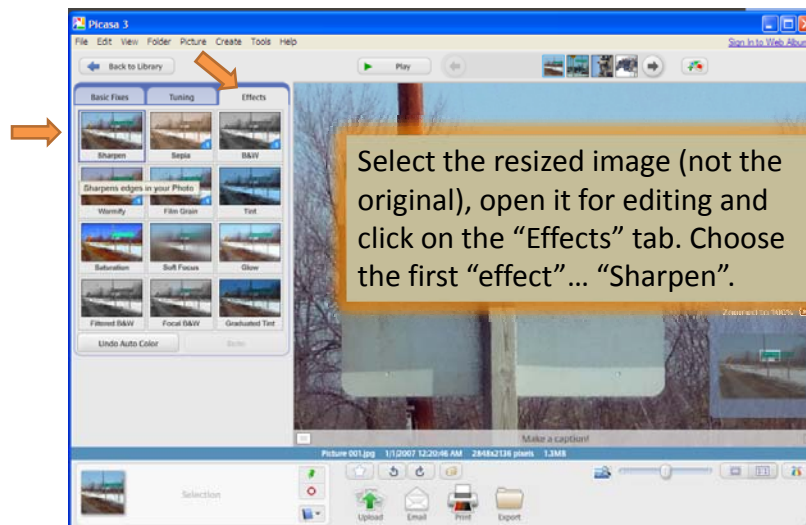 Picasa 3
File Edit View Folder Picture Create Tools Help
Sign In to Web Albums
Back to Library
Play
Basic Fixes Tuning Effects
Sharpen Sepia B&W
Sharpens edges in your Photo
Warmify Film Grain Tint
Saturation Soft Focus Glow
Filtered B&W Focal B&W Graduated Tint
Undo Auto Color
Select the resized image (not the
original), open it for editing and
click on the “Effects” tab. Choose
the first “effect”… “Sharpen”.
Zoomed to 100%
Make a caption!
Picture 001.jpg 1/1/2007 12:20:46 AM 2848x2136 pixels 1.3MB
Selection
Upload Email Print Export
1:1